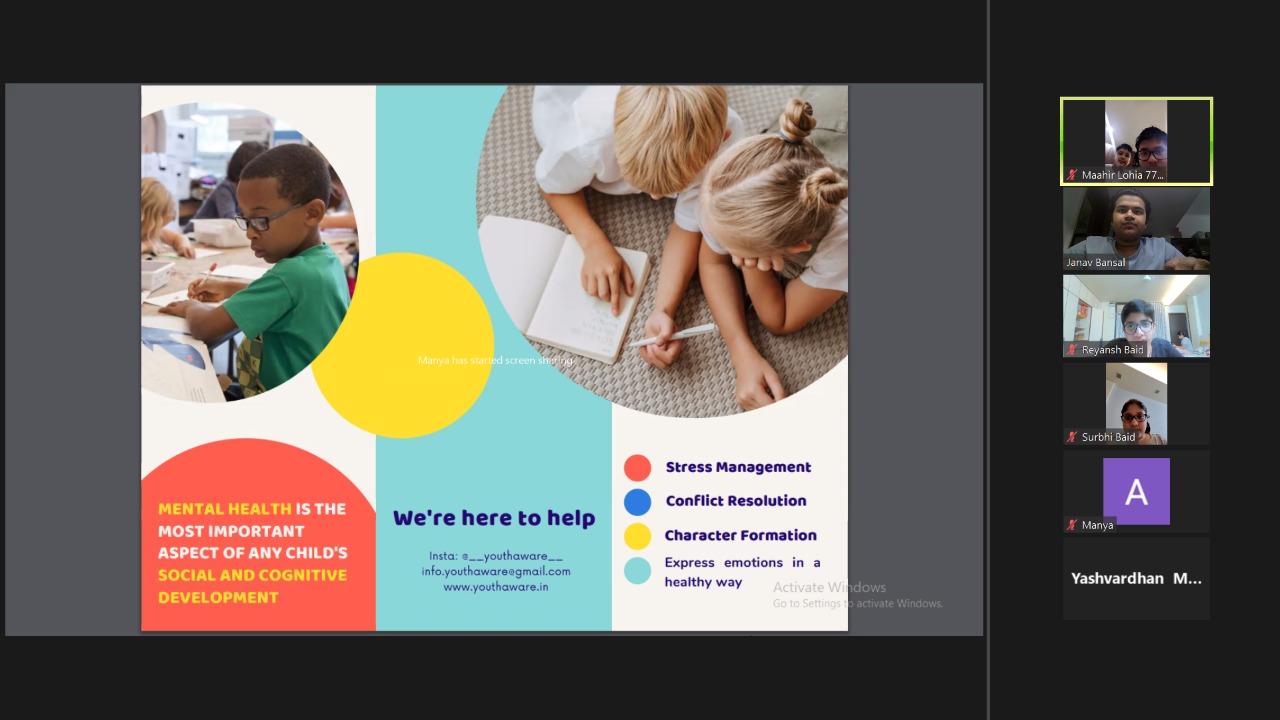 MENTAL HEALTH IS THE
MOST IMPORTANT
ASPECT OF ANY CHILD'S
SOCIAL AND COGNITIVE
DEVELOPMENT
Manya has started screen sharing
We're here to help
Insta: @__youthaware__
info.youthaware@gmail.com
www.youthaware.in
Stress Management
Conflict Resolution
Character Formation
Express emotions in a
healthy way
Activate Windows
Go to Settings to activate Windows.
Maahir Lohia 77...
Janav Bansal
Reyansh Baid
Surbhi Baid
A
Manya
Yashvardhan M...